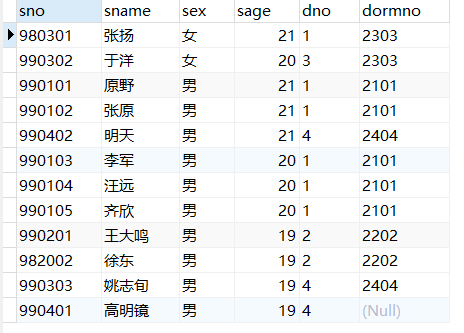 sno sname sex sage dno dormno
980301 张扬 女 21 1 2303
990302 于洋 女 20 3 2303
990101 原野 男 21 1 2101
990102 张原 男 21 1 2101
990402 明天 男 21 4 2404
990103 李军 男 20 1 2101
990104 汪远 男 20 1 2101
990105 齐欣 男 20 1 2101
990201 王大鸣 男 19 2 2202
982002 徐东 男 19 2 2202
990303 姚志旬 男 19 4 2404
990401 高明镜 男 19 4 (Null)